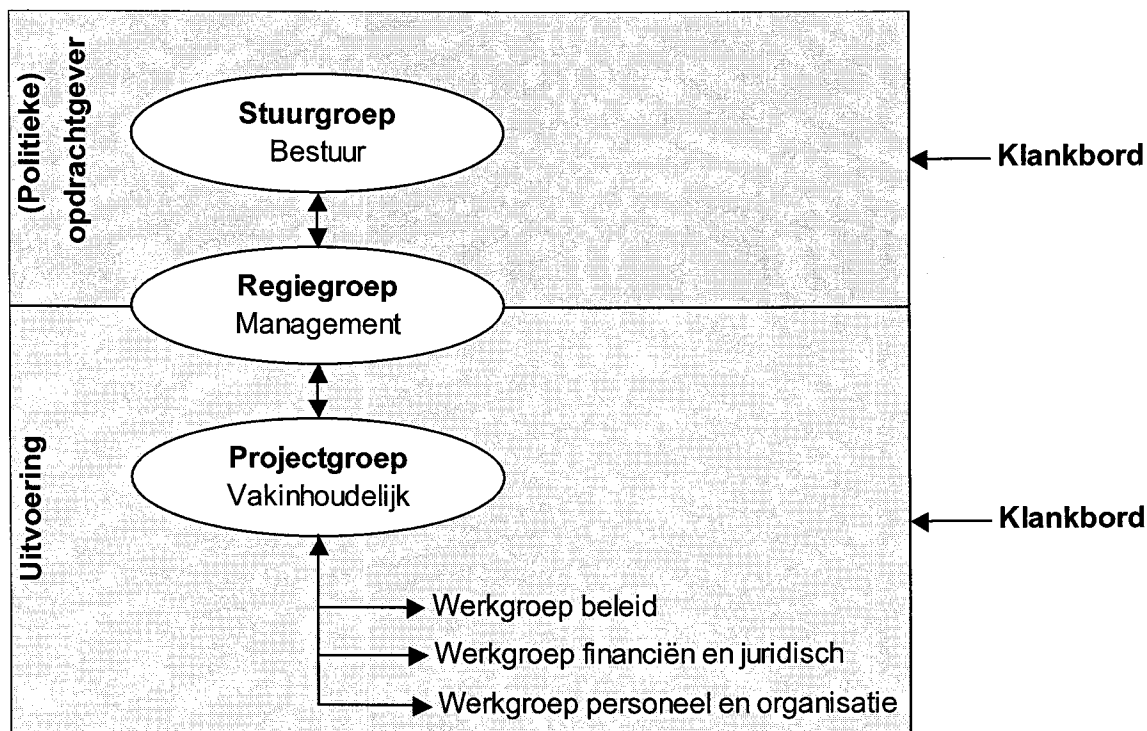 (Politieke)
opdrachtgever
Stuurgroep
Bestuur
Klankbord
Regiegroep
Management
Uitvoering
Projectgroep
Vakinhoudelijk
Klankbord
Werkgroep beleid
Werkgroep financiën en juridisch
Werkgroep personeel en organisatie